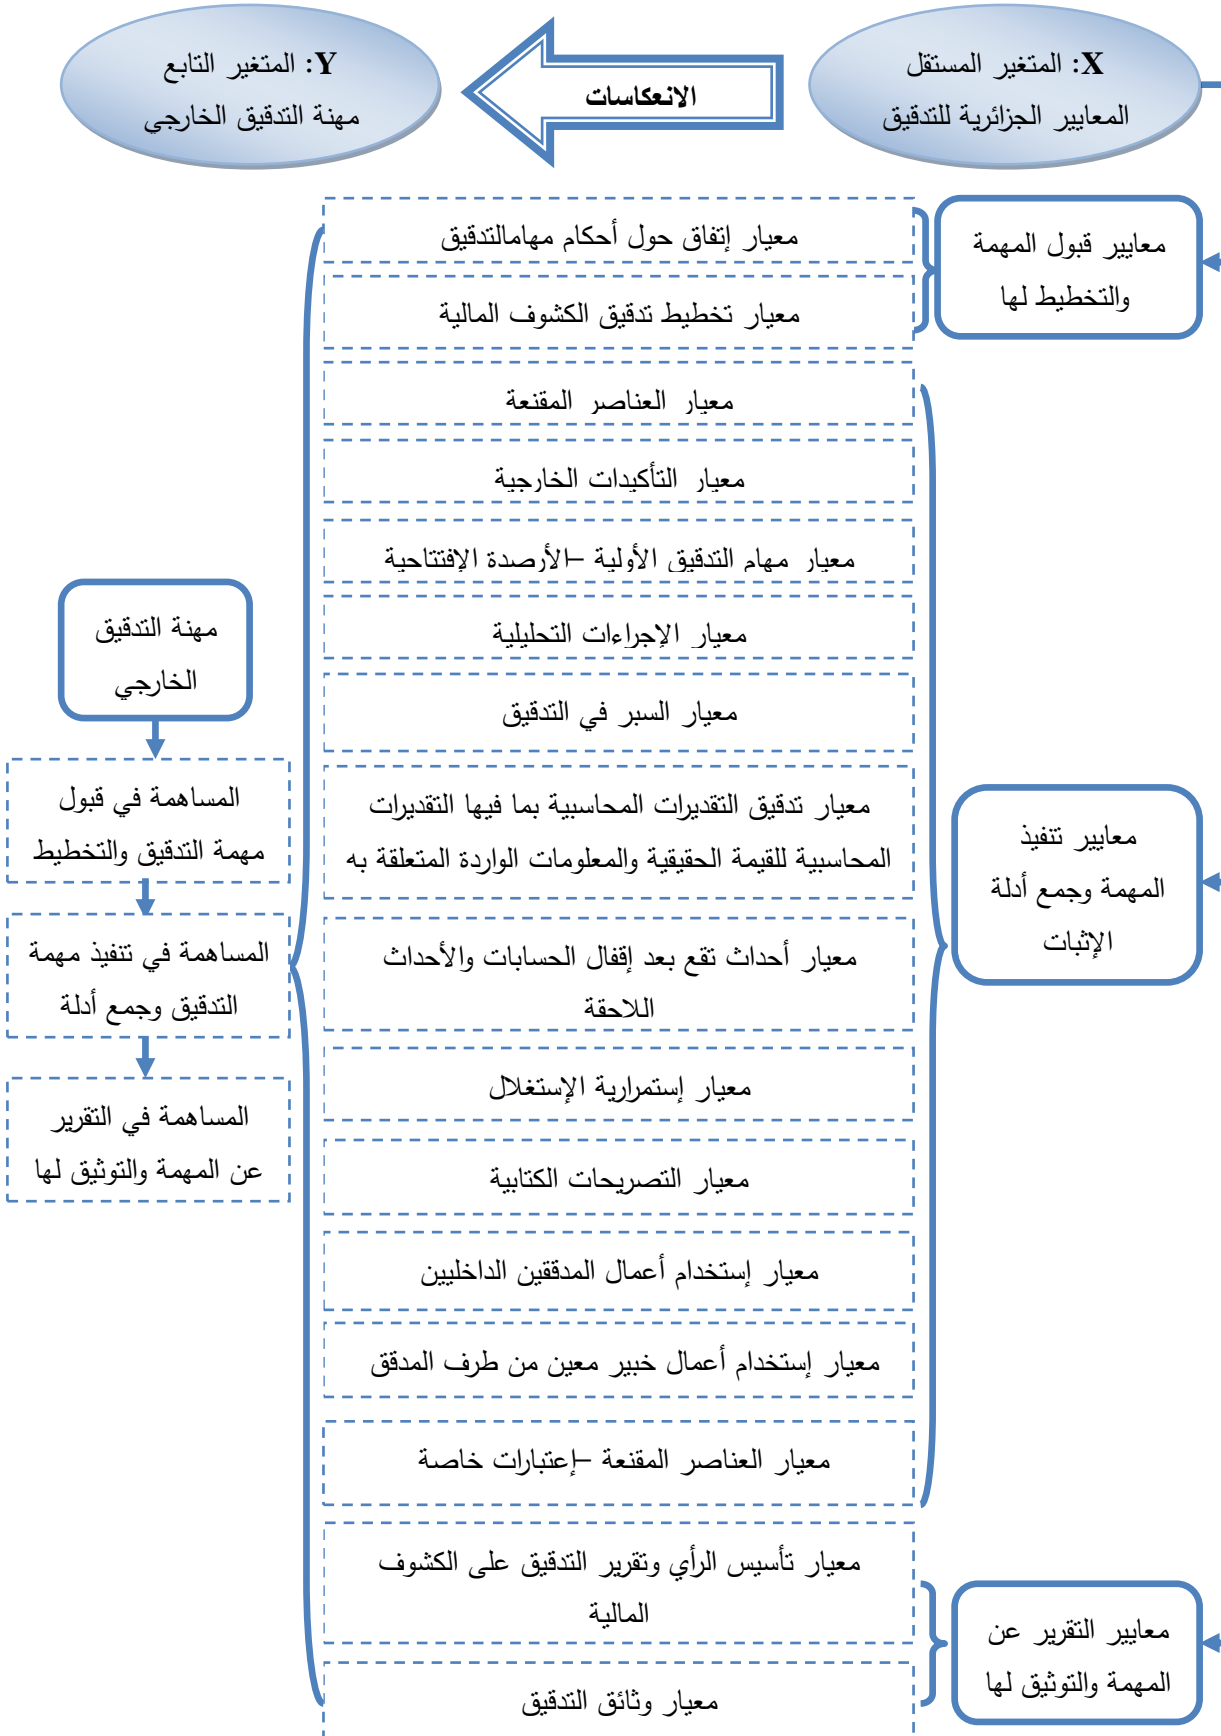 X: المتغير المستقل
المعايير الجزائرية للتدقيق
الانعكاسات
Y: المتغير التابع
مهنة التدقيق الخارجي
معايير قبول المهمة
والتخطيط لها
معيار إتفاق حول أحكام مهامالتدقيق
معيار تخطيط تدقيق الكشوف المالية
معايير تنفيذ
المهمة وجمع أدلة
الإثبات
معيار العناصر المقنعة
معيار التأكيدات الخارجية
معيار مهام التدقيق الأولية –الأرصدة الإفتتاحية
معيار الإجراءات التحليلية
معيار السبر في التدقيق
معيار تدقيق التقديرات المحاسبية بما فيها التقديرات
المحاسبية للقيمة الحقيقية والمعلومات الواردة المتعلقة به
معيار أحداث تقع بعد إقفال الحسابات والأحداث
اللاحقة
معيار إستمرارية الإستغلال
معيار التصريحات الكتابية
معيار إستخدام أعمال المدققين الداخليين
معيار إستخدام أعمال خبير معين من طرف المدقق
معيار العناصر المقنعة –إعتبارات خاصة
معايير التقرير عن
المهمة والتوثيق لها
معيار تأسيس الرأي وتقرير التدقيق على الكشوف
المالية
معيار وثائق التدقيق
مهنة التدقيق
الخارجي
المساهمة في قبول
مهمة التدقيق والتخطيط
المساهمة في تنفيذ مهمة
التدقيق وجمع أدلة
المساهمة في التقرير
عن المهمة والتوثيق لها